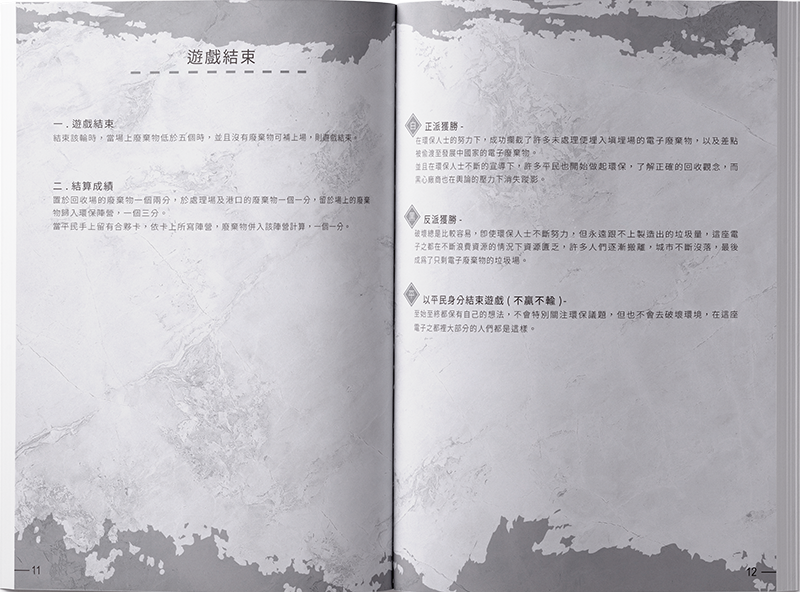 遊戲結束
一 . 遊戲結束
結束該輪時，當場上廢棄物低於五個時，並且沒有廢棄物可補上場，則遊戲結束。
二 . 結算成績
置於回收場的廢棄物一個兩分，於處理場及港口的廢棄物一個一分，留於場上的廢棄
物歸入環保陣營，一個三分。
當平民手上留有合夥卡，依卡上所寫陣營，廢棄物併入該陣營計算，一個一分。
11
正派獲勝 -
在環保人士的努力下，成功攔截了許多未處理便埋入塡埋場的電子廢棄物，以及差點
被偷渡至發展中國家的電子廢棄物。
並且在環保人士不斷的宣導下，許多平民也開始做起環保，了解正確的回收觀念，而
黑心廠商也在輿論的壓力下消失蹤影。
反派獲勝 -
破壞總是比較容易，即使環保人士不斷努力，但永遠跟不上製造出的垃圾量，這座電
子之都在不斷浪費資源的情況下資源匱乏，許多人們逐漸搬離，城市不斷沒落，最後
成爲了只剩電子廢棄物的垃圾場。
平
以平民身分結束遊戲 ( 不贏不輸 )-
至始至終都保有自己的想法，不會特別關注環保議題，但也不會去破壞環境，在這座
電子之都裡大部分的人們都是這樣。
12